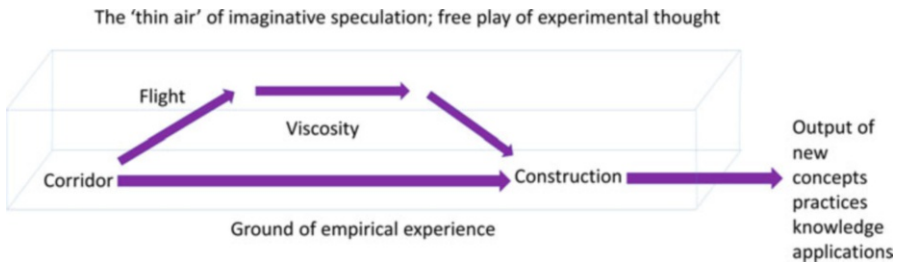 The ‘thin air’ of imaginative speculation; free play of experimental thought
Flight
Viscosity
Corridor
Construction
Output of
new
concepts
practices
knowledge
applications
Ground of empirical experience